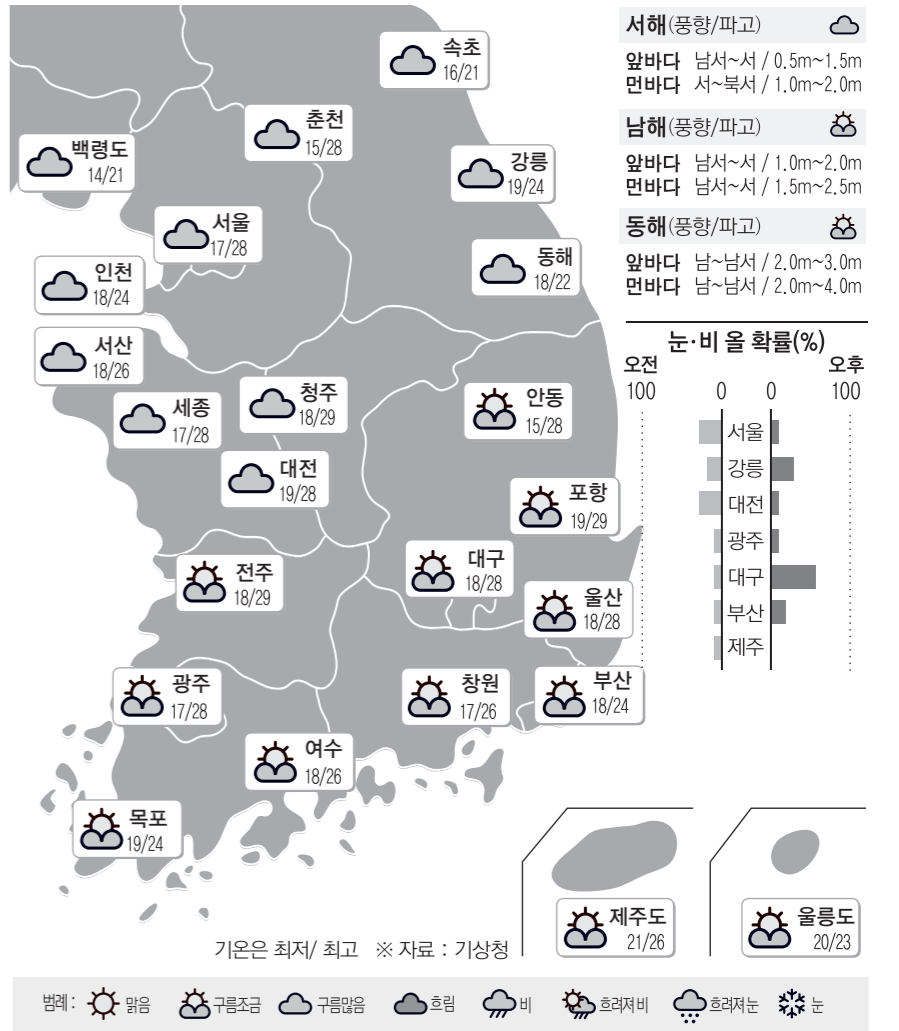 속초
16/21
춘천
15/28
백령도
14/21
강릉
19/24
서울
17/28
동해
18/22
인천
18/24
서산
18/26
청주
18/29
세종
17/28
안동
15/28
대전
19/28
포항
19/29
대구
18/28
전주
18/29
울산
18/28
광주
17/28
창원
17/26
부산
18/24
여수
18/26
목포
19/24
제주도
21/26
울릉도
20/23
서해(풍향/파고)
앞바다 남서~서 / 0.5m~1.5m
먼바다 서~북서 / 1.0m~2.0m
남해(풍향/파고)
앞바다 남서~서 / 1.0m~2.0m
먼바다 남서~서 / 1.5m~2.5m
동해(풍향/파고)
앞바다 남~남서 / 2.0m~3.0m
먼바다 남~남서 / 2.0m~4.0m
눈·비 올 확률(%)
오전 오후
100 0 0 100
서울
강릉
대전
광주
대구
부산
제주
기온은 최저/ 최고 ※ 자료 : 기상청
범례 : 맑음 구름조금 구름많음 흐림 비 흐려져 비 흐려져 눈 눈